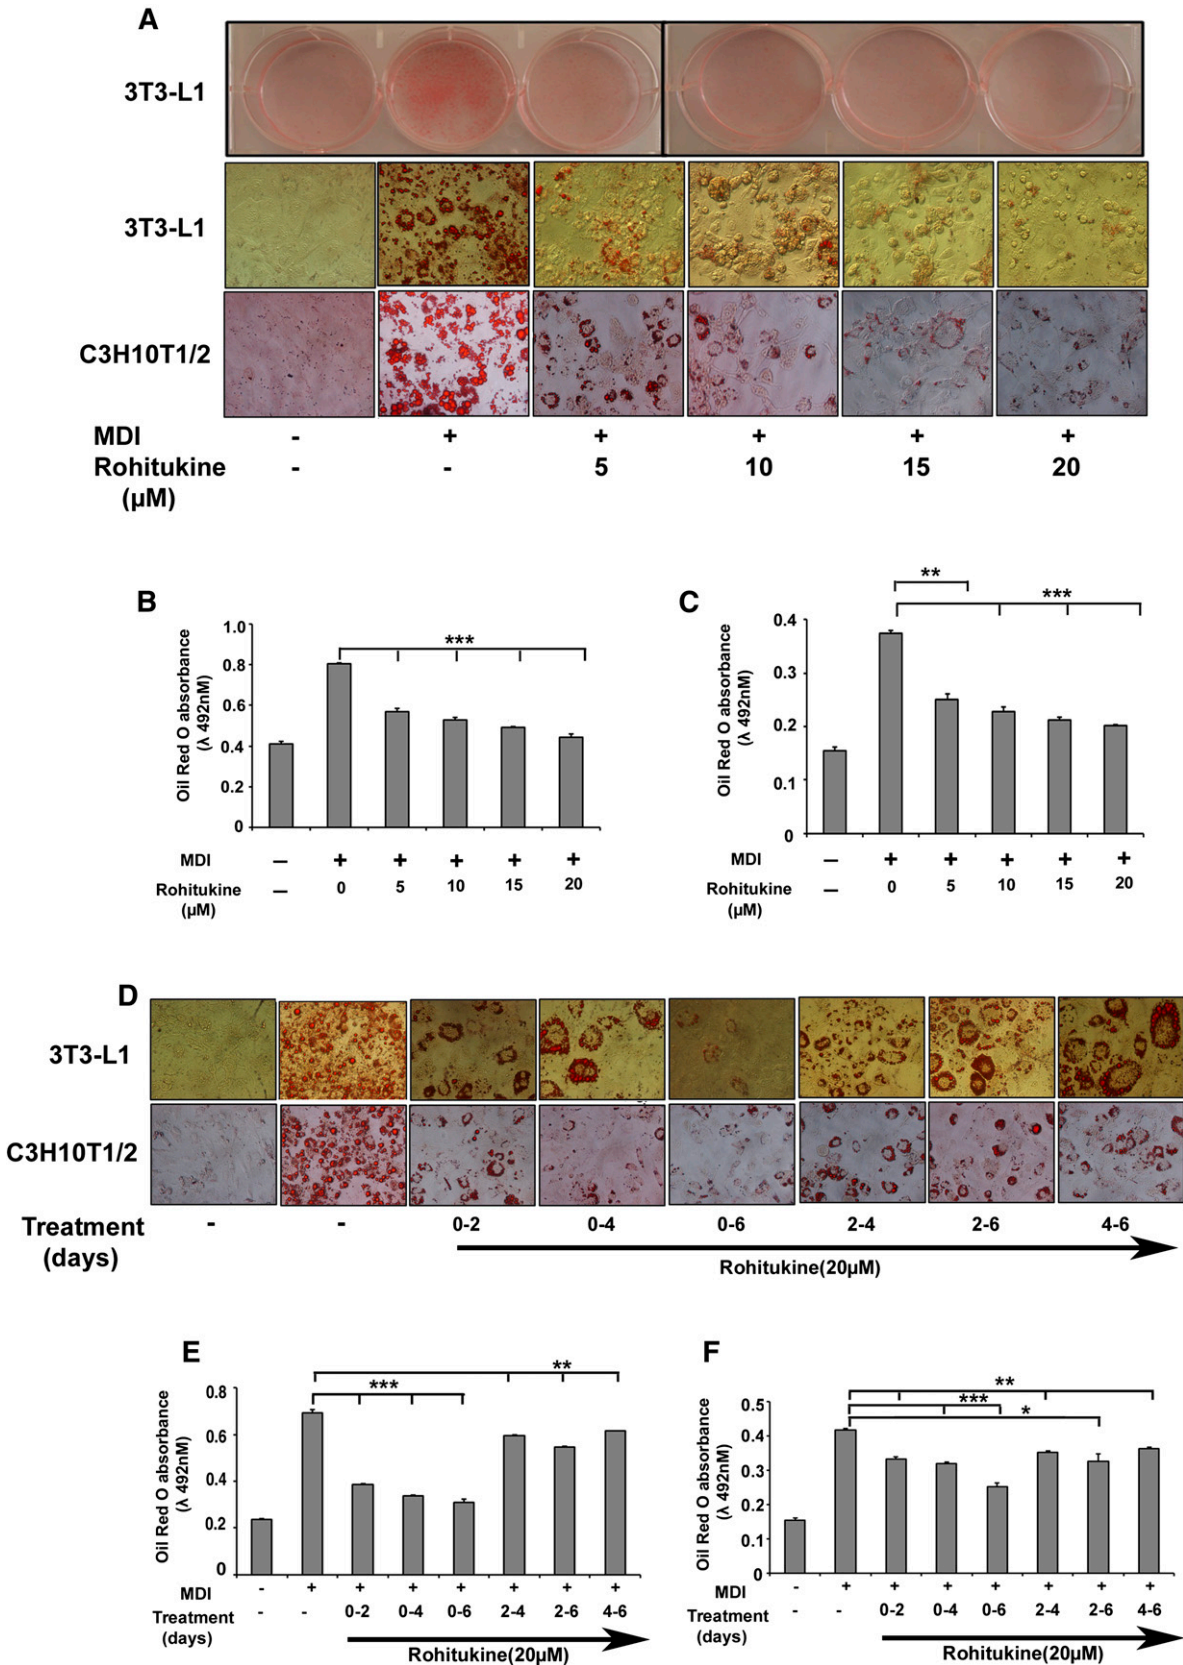 A
3T3-L1
3T3-L1
C3H10T1/2
MDI - + + + + +
Rohitukine - - 5 10 15 20
(µM)
B
***
Oil Red O absorbance
(λ 492nM)
1.0
0.8
0.6
0.4
0.2
0
MDI – + + + + +
Rohitukine – 0 5 10 15 20
(µM)
C
**
***
Oil Red O absorbance
(λ 492nM)
0.4
0.3
0.2
0.1
0
MDI – + + + + +
Rohitukine – 0 5 10 15 20
(µM)
D
3T3-L1
C3H10T1/2
Treatment - - 0-2 0-4 0-6 2-4 2-6 4-6
(days)
Rohitukine(20µM)
E
**
***
Oil Red O absorbance
(λ 492nM)
0.8
0.6
0.4
0.2
0
MDI - + + + + + + +
Treatment - - 0-2 0-4 0-6 2-4 2-6 4-6
(days)
Rohitukine(20µM)
F
**
***
*
Oil Red O absorbance
(λ 492nM)
0.5
0.4
0.3
0.2
0.1
0
MDI - + + + + + + +
Treatment - - 0-2 0-4 0-6 2-4 2-6 4-6
(days)
Rohitukine(20µM)